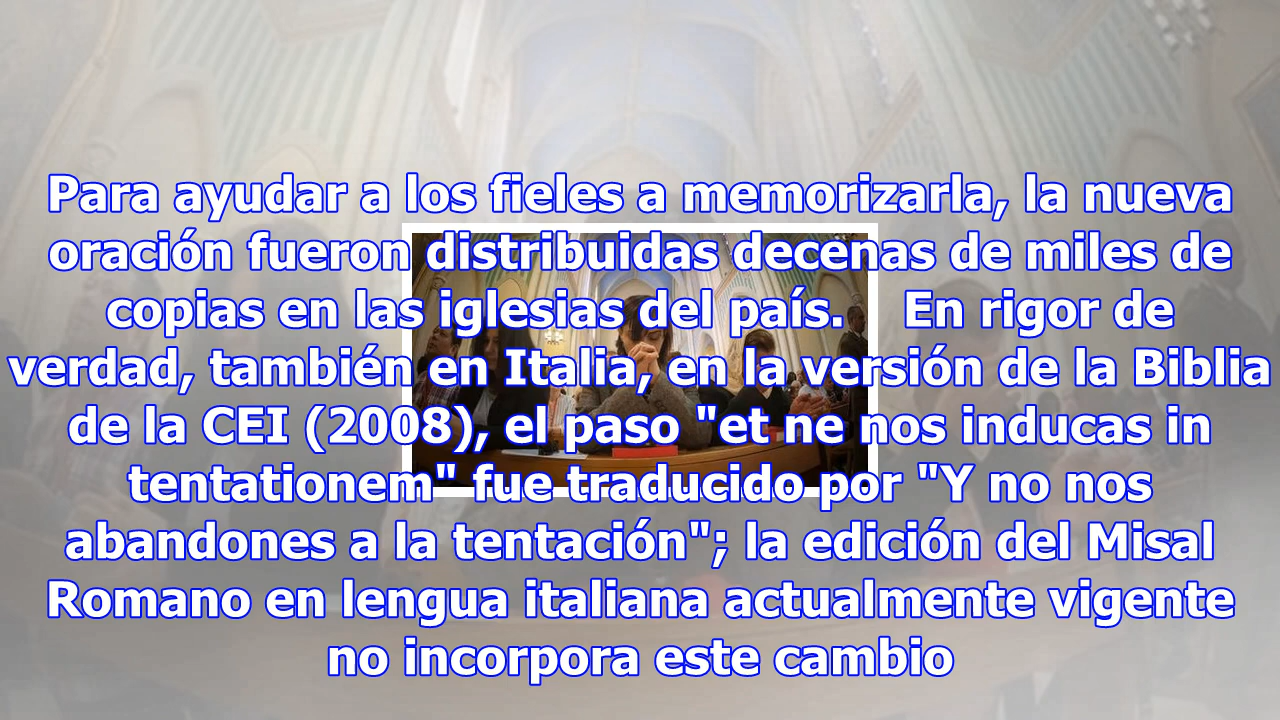 Para ayudar a los fieles a memorizarla, la nueva
oración fueron distribuidas decenas de miles de
copias en las iglesias del país.    En rigor de
verdad, también en Italia, en la versión de la Biblia
de la CEI (2008), el paso "et ne nos inducas in
tentationem" fue traducido por "Y no nos
abandones a la tentación"; la edición del Misal
Romano en lengua italiana actualmente vigente
no incorpora este cambio